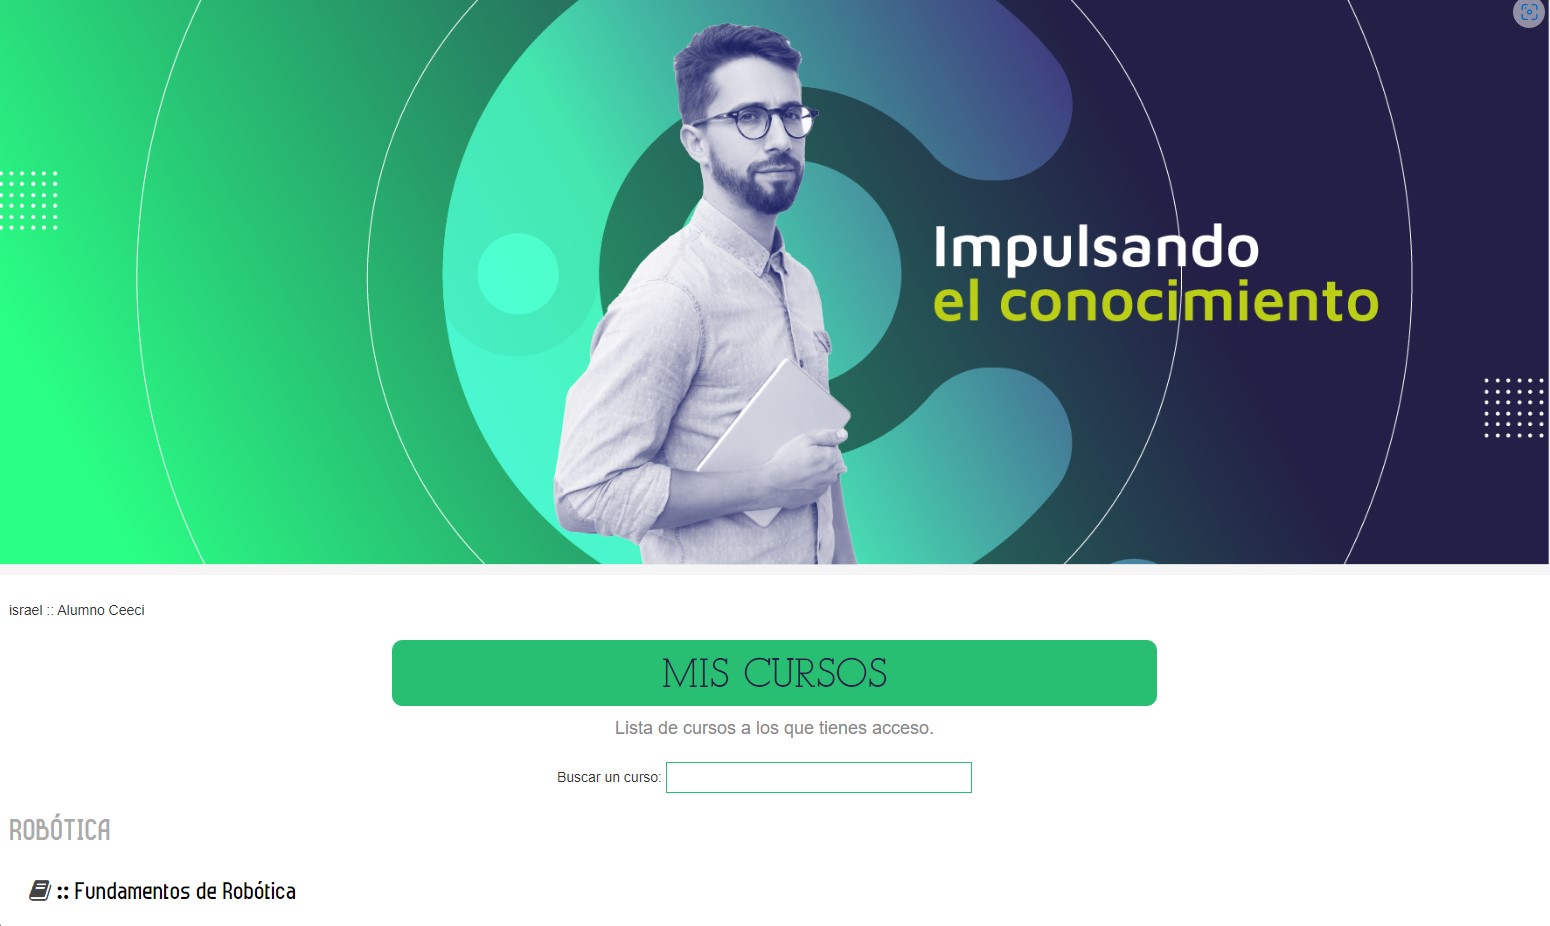 Impulsando
el conocimiento
israel :: Alumno Ceeci
MIS CURSOS
Lista de cursos a los que tienes acceso.
Buscar un curso:
ROBÓTICA
:: Fundamentos de Robótica